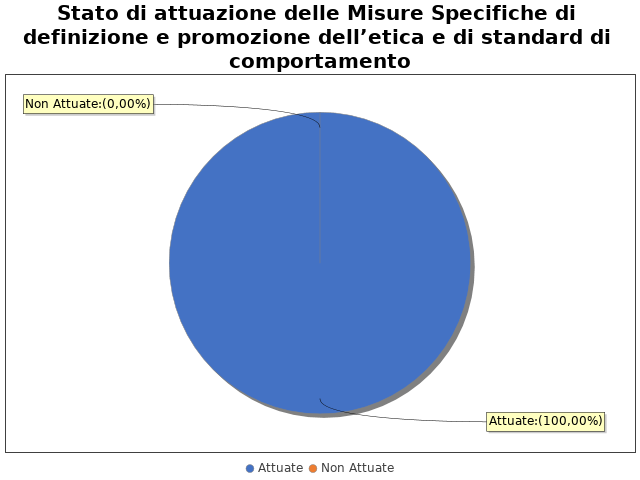 Stato di attuazione delle Misure Specifiche di
definizione e promozione dell’etica e di standard di
comportamento
Non Attuate:(0,00%)
Attuate:(100,00%)
Attuate Non Attuate